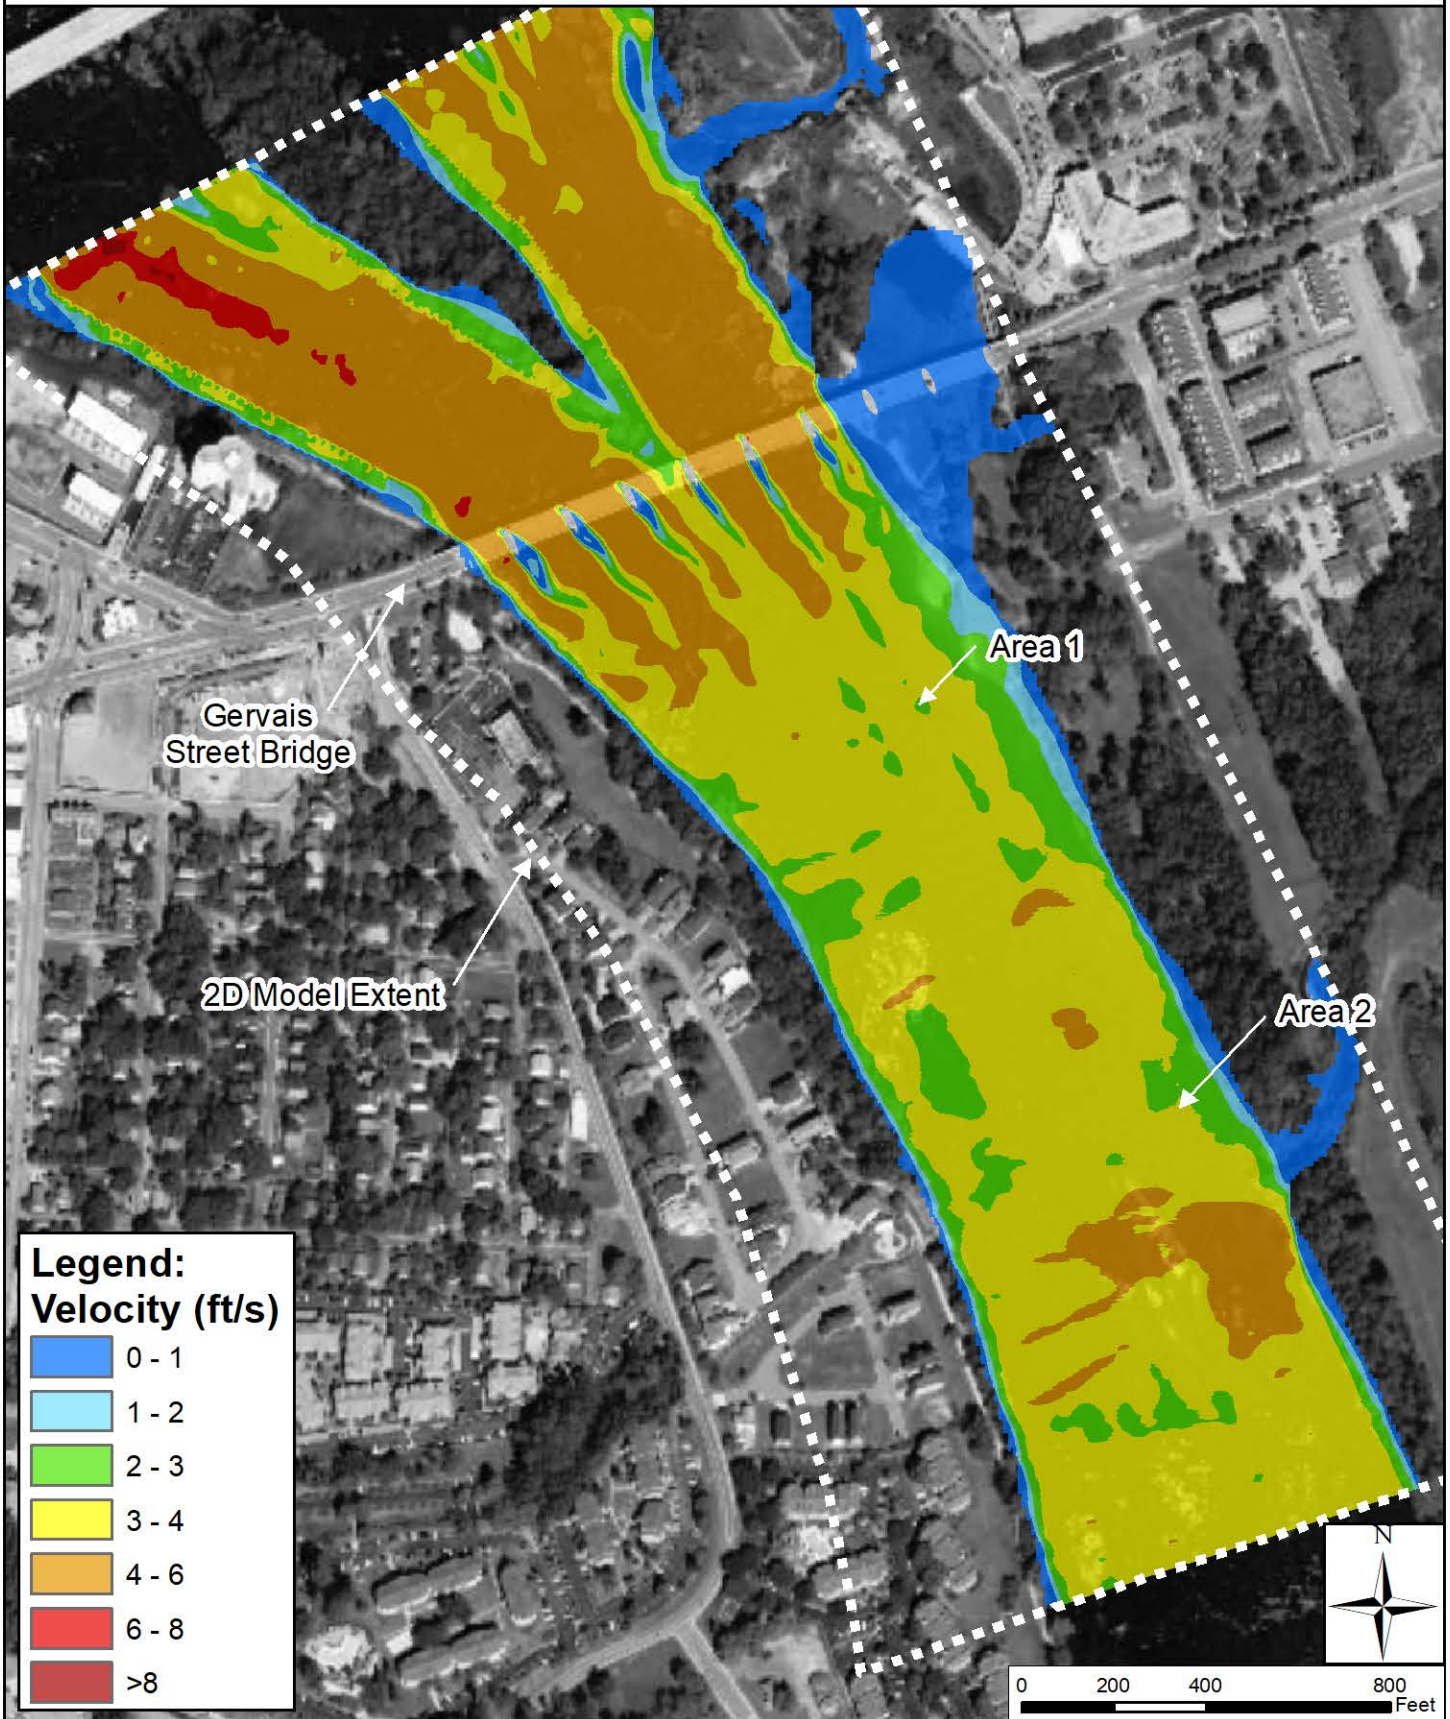 Area 1
Gervais
Street Bridge
2D Model Extent
Area 2
Legend:
Velocity (ft/s)
0 - 1
1 - 2
2 - 3
3 - 4
4 - 6
6 - 8
>8
N
0 200 400 800
Feet